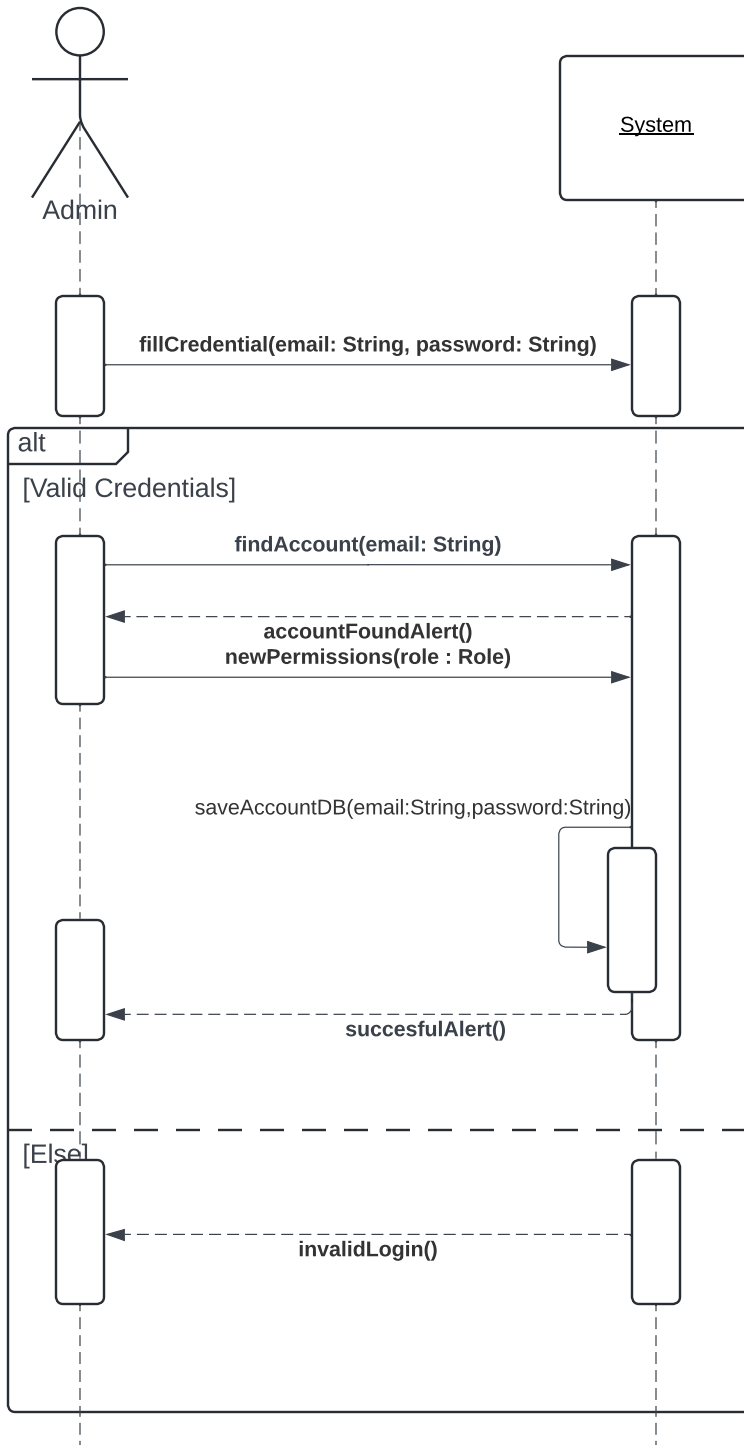 System
Admin
fillCredential(email: String, password: String)
alt
[Valid Credentials]
findAccount(email: String)
accountFoundAlert()
newPermissions(role : Role)
saveAccountDB(email:String,password:String)
succesfulAlert()
[Else]
invalidLogin()